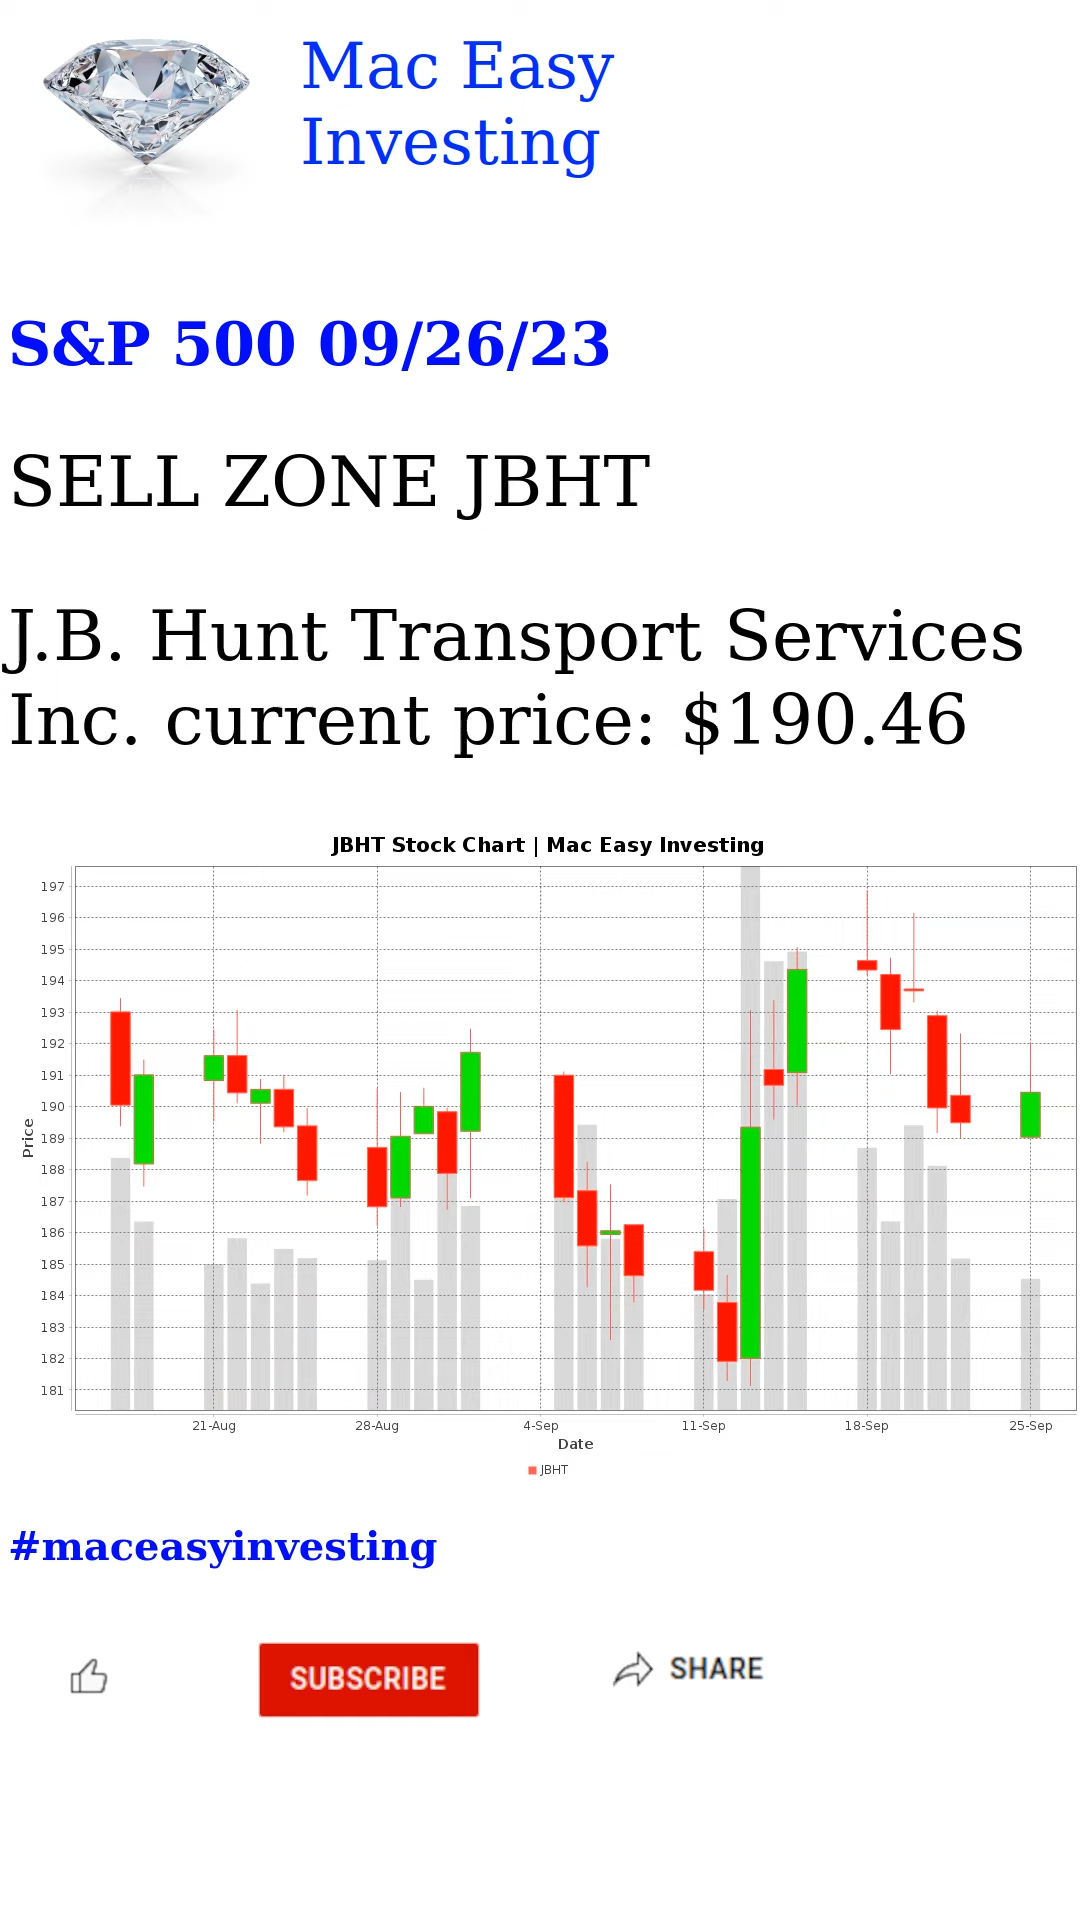 Mac Easy
Investing
S&P 500 09/26/23
SELL ZONE JBHT
J.B. Hunt Transport Services
Inc. current price: $190.46
JBHT Stock Chart | Mac Easy Investing
197
196
195
194
193
192
191
190
189
188
187
186
185
184
183
182
181
Price
21-Aug 28-Aug 4-Sep 11-Sep 18-Sep 25-Sep
Date
JBHT
#maceasyinvesting
SUBSCRIBE SHARE